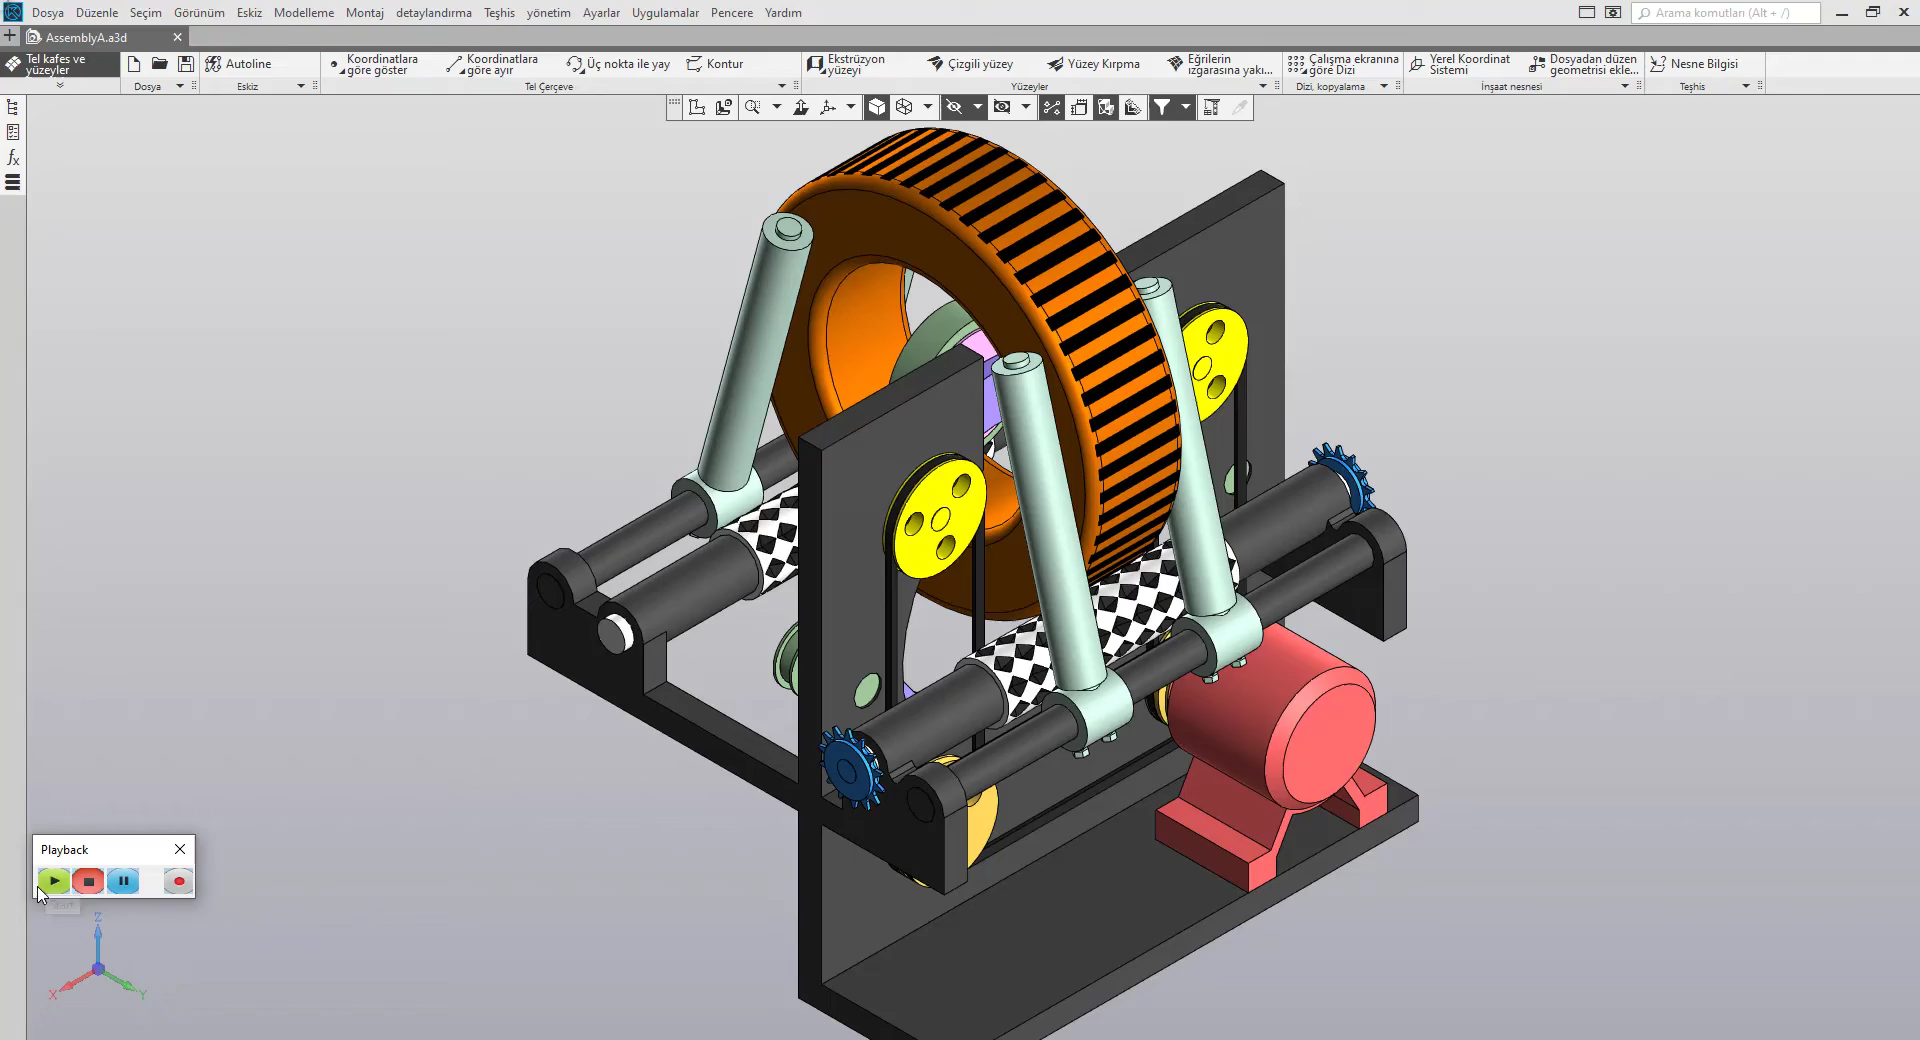 Dosya Düzenle Seçim Görünüm Eskiz Modelleme Montaj detaylandırma Teşhis yönetim Ayarlar Uygulamalar Pencere Yardım
Arama komutları (Alt + /)
AssemblyA.a3d
Tel kafes ve
yüzeyler
Autoline
Koordinatlara
göre göster
Koordinatlara
göre ayır
Üç nokta ile yay
Kontur
Ekstrüzyon
yüzeyi
Çizgili yüzey
Yüzey Kırpma
Eğrilerin
ızgarasına yakı...
Çalışma ekranına
göre Dizi
Yerel Koordinat
Sistemi
Dosyadan düzen
geometrisi ekle...
Nesne Bilgisi
Dosya
Eskiz
Tel Çerçeve
Yüzeyler
Dizi, kopyalama
İnşaat nesnesi
Teşhis
fx
Playback
Start
Z
X
Y